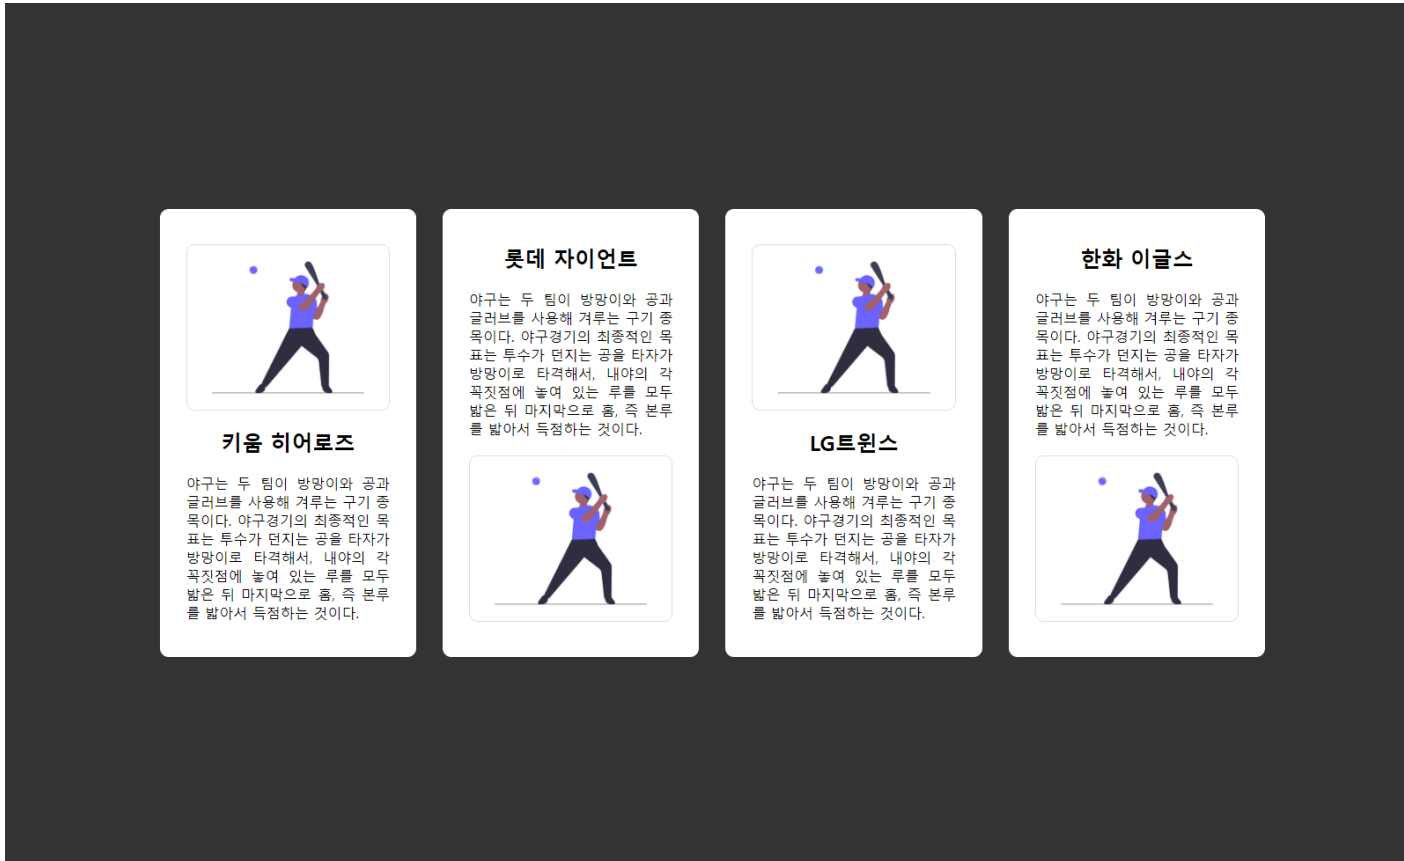 키움 히어로즈
야구는 두 팀이 방망이와 공과
글러브를 사용해 겨루는 구기 종
목이다. 야구경기의 최종적인 목
표는 투수가 던지는 공을 타자가
방망이로 타격해서, 내야의 각
꼭짓점에 놓여 있는 루를 모두
밟은 뒤 마지막으로 홈, 즉 본루
를 밟아서 득점하는 것이다.
롯데 자이언트
야구는 두 팀이 방망이와 공과
글러브를 사용해 겨루는 구기 종
목이다. 야구경기의 최종적인 목
표는 투수가 던지는 공을 타자가
방망이로 타격해서, 내야의 각
꼭짓점에 놓여 있는 루를 모두
밟은 뒤 마지막으로 홈, 즉 본루
를 밟아서 득점하는 것이다.
LG트윈스
야구는 두 팀이 방망이와 공과
글러브를 사용해 겨루는 구기 종
목이다. 야구경기의 최종적인 목
표는 투수가 던지는 공을 타자가
방망이로 타격해서, 내야의 각
꼭짓점에 놓여 있는 루를 모두
밟은 뒤 마지막으로 홈, 즉 본루
를 밟아서 득점하는 것이다.
한화 이글스
야구는 두 팀이 방망이와 공과
글러브를 사용해 겨루는 구기 종
목이다. 야구경기의 최종적인 목
표는 투수가 던지는 공을 타자가
방망이로 타격해서, 내야의 각
꼭짓점에 놓여 있는 루를 모두
밟은 뒤 마지막으로 홈, 즉 본루
를 밟아서 득점하는 것이다.